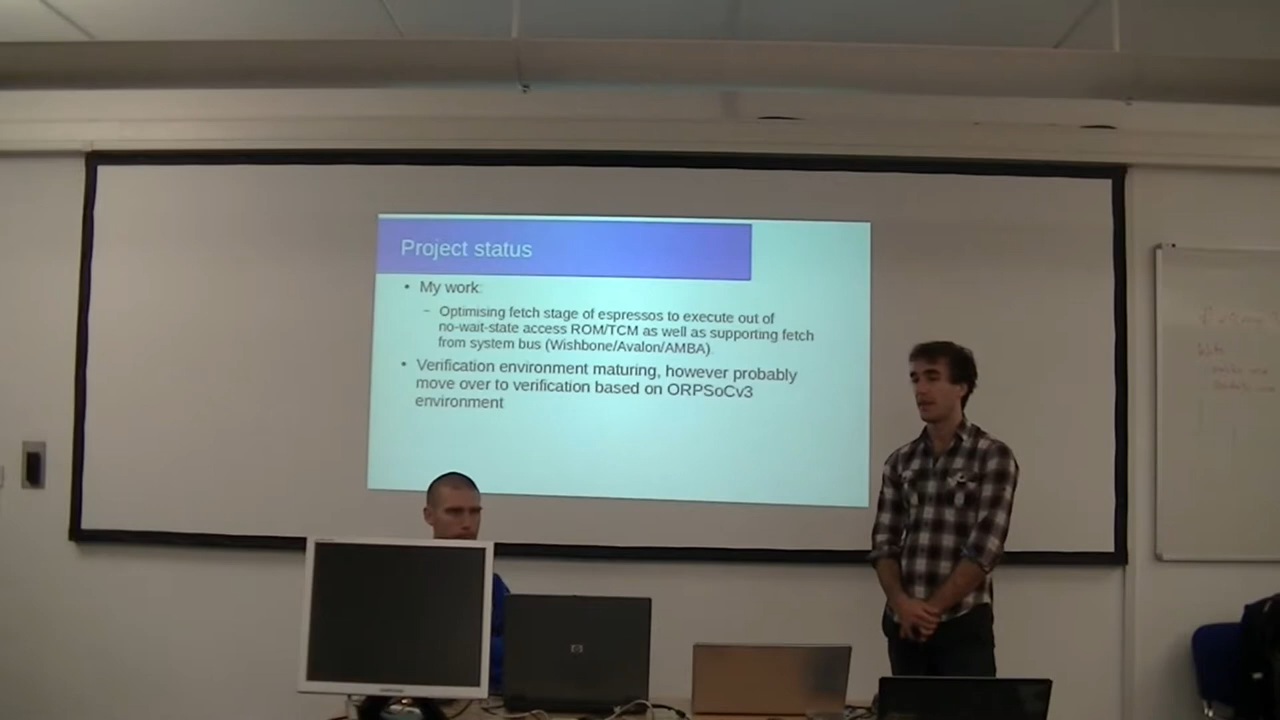 Project status
• My work:
– Optimising fetch stage of espressos to execute out of
no-wait-state access ROM/TCM as well as supporting fetch
from system bus (Wishbone/Avalon/AMBA).
• Verification environment maturing, however probably
move over to verification based on ORPSoCv3
environment
hp